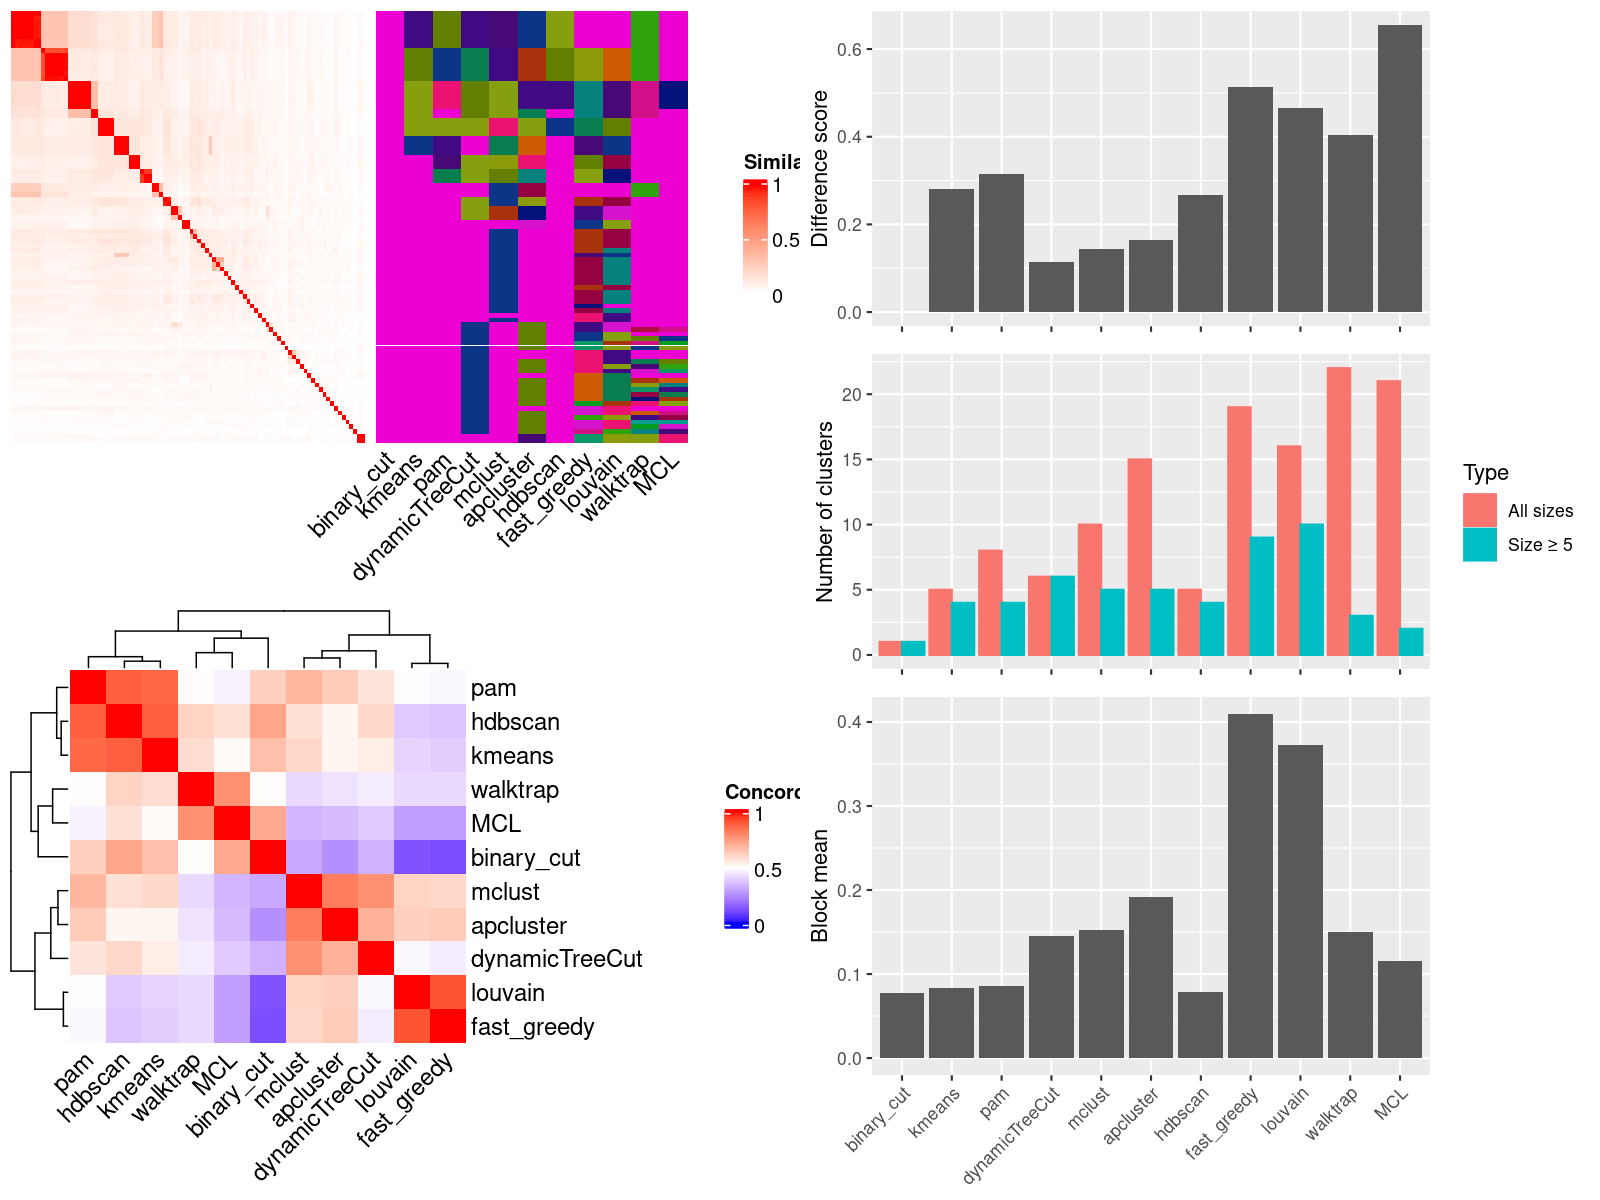 Simila
1
0.5
0
binary_cut
kmeans
pam
dynamicTreeCut
mclust
apcluster
hdbscan
fast_greedy
louvain
walktrap
MCL
pam
hdbscan
kmeans
walktrap
MCL
binary_cut
mclust
apcluster
dynamicTreeCut
louvain
fast_greedy
pam
hdbscan
kmeans
walktrap
MCL
binary_cut
mclust
apcluster
dynamicTreeCut
louvain
fast_greedy
Concord
1
0.5
0
Difference score
0.6
0.4
0.2
0.0
Number of clusters
20
15
10
5
0
Type
All sizes
Size ≥ 5
Block mean
0.4
0.3
0.2
0.1
0.0
binary_cut
kmeans
pam
dynamicTreeCut
mclust
apcluster
hdbscan
fast_greedy
louvain
walktrap
MCL